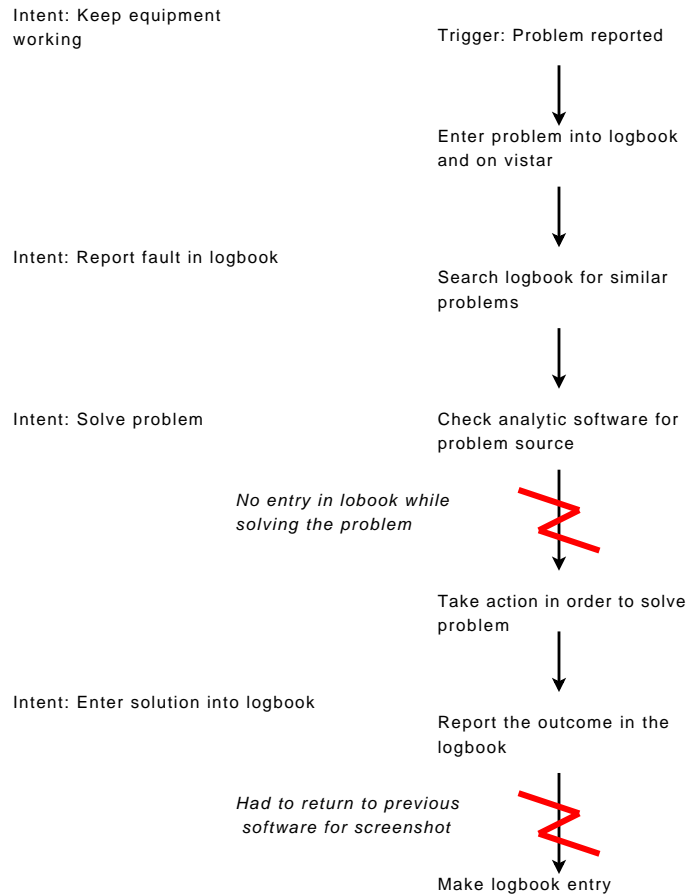 Intent: Keep equipment
working
Trigger: Problem reported
Enter problem into logbook
and on vistar
Intent: Report fault in logbook
Search logbook for similar
problems
Intent: Solve problem
Check analytic software for
problem source
No entry in lobook while
solving the problem
Take action in order to solve
problem
Intent: Enter solution into logbook
Report the outcome in the
logbook
Had to return to previous
software for screenshot
Make logbook entry